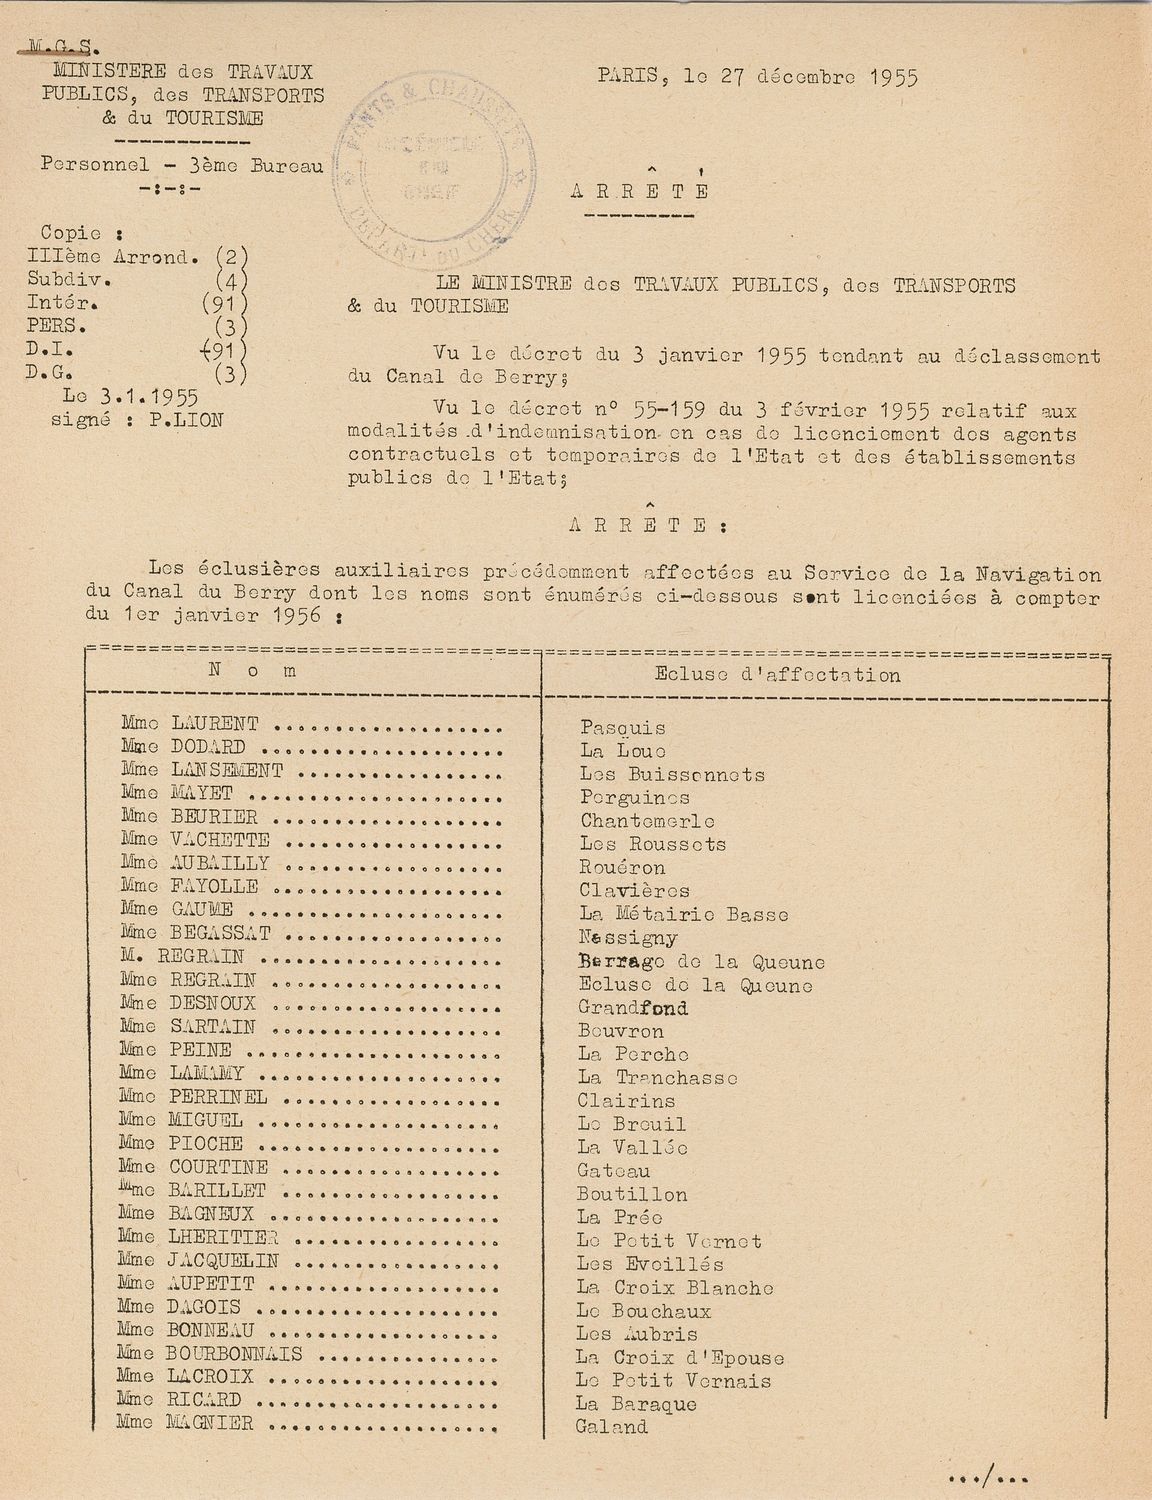 M.G.S.
MINISTERE des TRAVAUX
PUBLICS, des TRANSPORTS
& du TOURISME
Personnel - 3ème Bureau
-:-:-
PARIS, le 27 décembre 1955
PONTS & CHAUSSÉES
DÉPART! DU CHER
ARRÊTÉ
Copie :
IIIème Arrond. (2)
Subdiv. (4)
Intér. (91)
PERS. (3)
D.I. (91)
D.G. (3)
Le 3.1.1955
signé : P.LION
LE MINISTRE des TRAVAUX PUBLICS, des TRANSPORTS
& du TOURISME
Vu le décret du 3 janvier 1955 tendant au déclassement
du Canal de Berry;
Vu le décret n° 55-159 du 3 février 1955 relatif aux
modalités d'indemnisation en cas de licenciement des agents
contractuels et temporaires de l'Etat et des établissements
publics de l'Etat;
ARRÊTE :
Les éclusières auxiliaires précédemment affectées au Service de la Navigation
du Canal du Berry dont les noms sont énumérés ci-dessous sont licenciées à compter
du 1er janvier 1956 :
Nom Ecluse d'affectation
Mme LAURENT .................... Pasquis
Mme DODARD .................... La Loue
Mme LANSEMENT ................. Les Buissonnets
Mme MAYET ..................... Perguines
Mme BEURIER ................... Chantemerle
Mme VACHETTE .................. Les Roussets
Mme AUBAILLY .................. Rouéron
Mme FAYOLLE ................... Clavières
Mme GAUME ..................... La Métairie Basse
Mme BEGASSAT .................. Nassigny
M. REGRAIN .................... Barrage de la Queune
Mme REGRAIN ................... Ecluse de la Queune
Mme DESNOUX ................... Grandfond
Mme SARTAIN ................... Bouvron
Mme PEINE ..................... La Perche
Mme LAMAMY .................... La Tranchasse
Mme PERRINEL .................. Clairins
Mme MIGUEL .................... Le Breuil
Mme PIOCHE .................... La Vallée
Mme COURTINE .................. Gateau
Mme BARILLET .................. Boutillon
Mme BAGNEUX ................... La Prée
Mme LHERITIER ................. Le Petit Vernet
Mme JACQUELIN ................. Les Eveillés
Mme AUPETIT ................... La Croix Blanche
Mme DAGOIS .................... Le Bouchaux
Mme BONNEAU ................... Les Aubris
Mme BOURBONNAIS ............... La Croix d'Epouse
Mme LACROIX ................... Le Petit Vernais
Mme RICARD .................... La Baraque
Mme MAGNIER ................... Galand
.../...